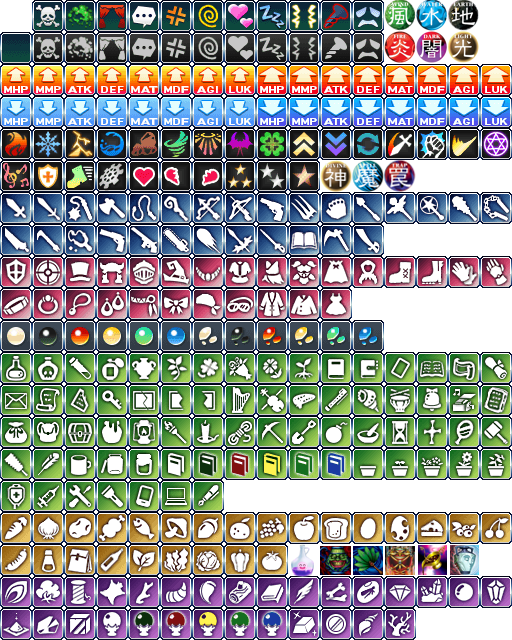 WIND 風 水 EARTH 地
FIRE 炎 DARK 闇 LIGHT 光
MHP MMP ATK DEF MAT MDF AGI LUK MHP MMP ATK DEF MAT MDF AGI LUK
MHP MMP ATK DEF MAT MDF AGI LUK MHP MMP ATK DEF MAT MDF AGI LUK
神 魔 TRAP 罠